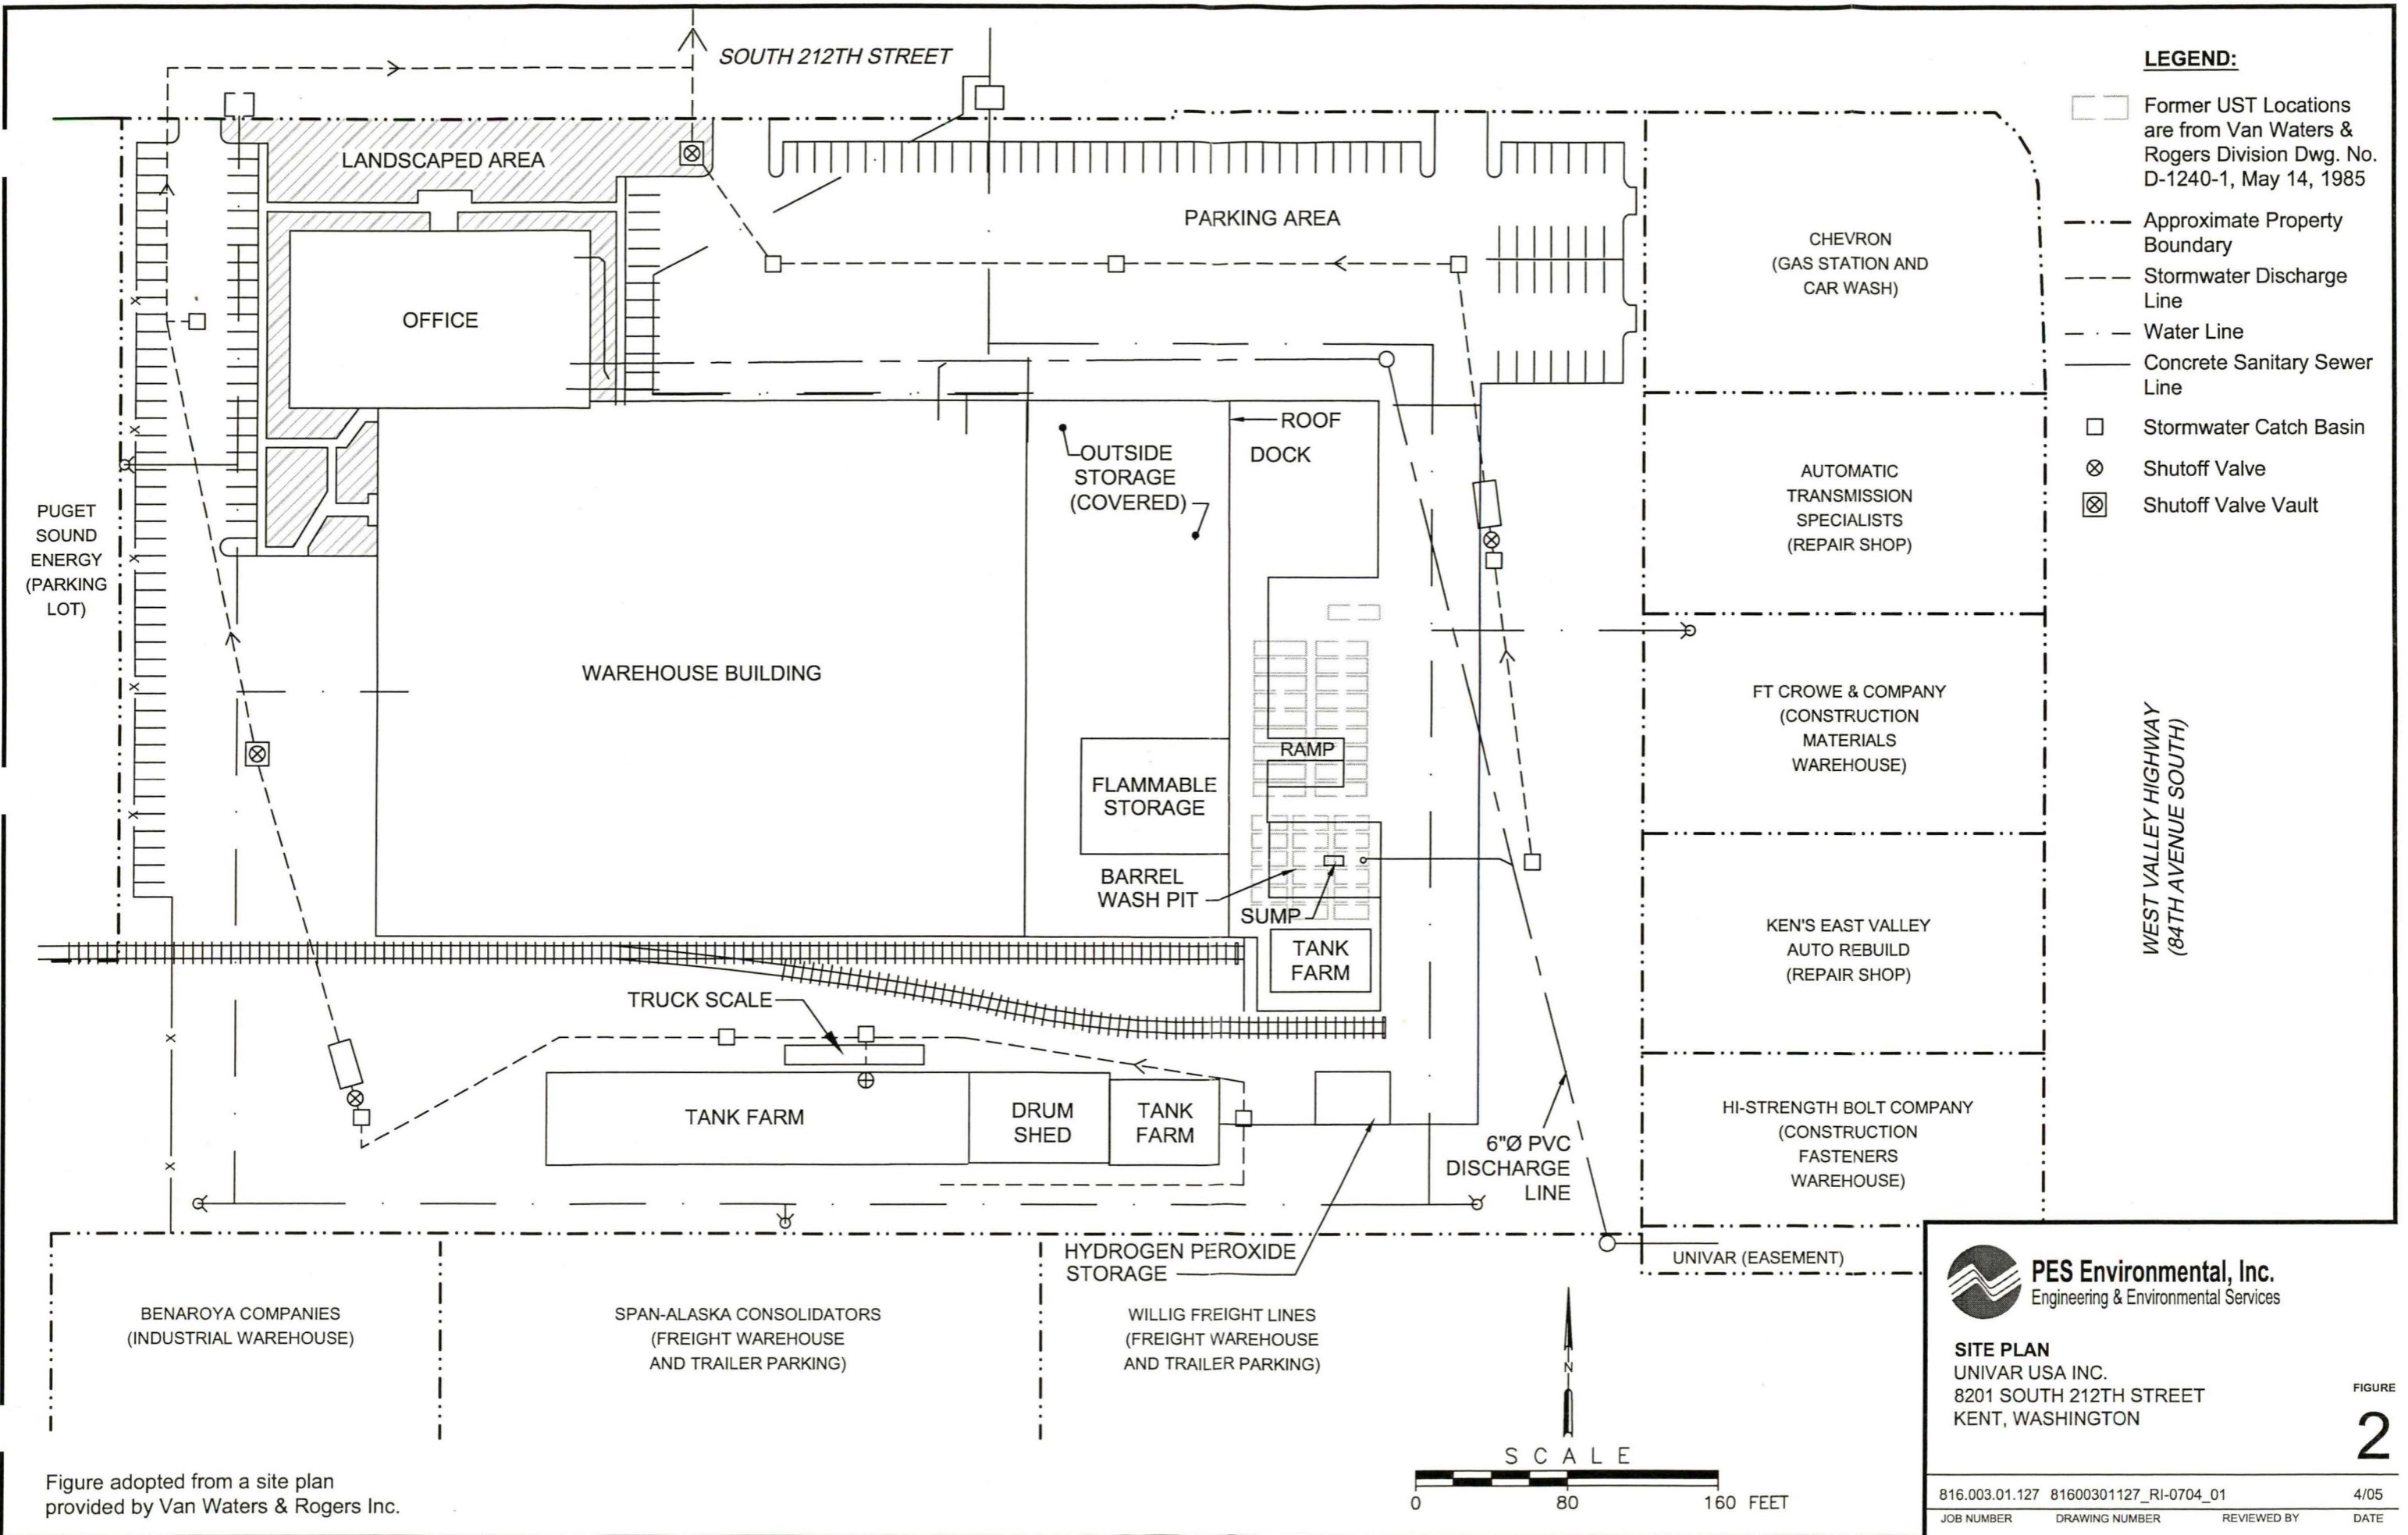 SOUTH 212TH STREET
LANDSCAPED AREA
PARKING AREA
OFFICE
ROOF
DOCK
OUTSIDE
STORAGE
(COVERED)
PUGET
SOUND
ENERGY
(PARKING
LOT)
WAREHOUSE BUILDING
RAMP
FLAMMABLE
STORAGE
BARREL
WASH PIT
SUMP
TANK
FARM
TRUCK SCALE
TANK FARM
DRUM
SHED
TANK
FARM
6"Ø PVC
DISCHARGE
LINE
HYDROGEN PEROXIDE
STORAGE
UNIVAR (EASEMENT)
CHEVRON
(GAS STATION AND
CAR WASH)
AUTOMATIC
TRANSMISSION
SPECIALISTS
(REPAIR SHOP)
FT CROWE & COMPANY
(CONSTRUCTION
MATERIALS
WAREHOUSE)
KEN'S EAST VALLEY
AUTO REBUILD
(REPAIR SHOP)
HI-STRENGTH BOLT COMPANY
(CONSTRUCTION
FASTENERS
WAREHOUSE)
WEST VALLEY HIGHWAY
(84TH AVENUE SOUTH)
LEGEND:
Former UST Locations
are from Van Waters &
Rogers Division Dwg. No.
D-1240-1, May 14, 1985
Approximate Property
Boundary
Stormwater Discharge
Line
Water Line
Concrete Sanitary Sewer
Line
Stormwater Catch Basin
Shutoff Valve
Shutoff Valve Vault
BENAROYA COMPANIES
(INDUSTRIAL WAREHOUSE)
SPAN-ALASKA CONSOLIDATORS
(FREIGHT WAREHOUSE
AND TRAILER PARKING)
WILLIG FREIGHT LINES
(FREIGHT WAREHOUSE
AND TRAILER PARKING)
N
SCALE
0 80 160 FEET
Figure adopted from a site plan
provided by Van Waters & Rogers Inc.
PES Environmental, Inc.
Engineering & Environmental Services
SITE PLAN
UNIVAR USA INC.
8201 SOUTH 212TH STREET
KENT, WASHINGTON
FIGURE
2
816.003.01.127 81600301127_RI-0704_01 4/05
JOB NUMBER DRAWING NUMBER REVIEWED BY DATE